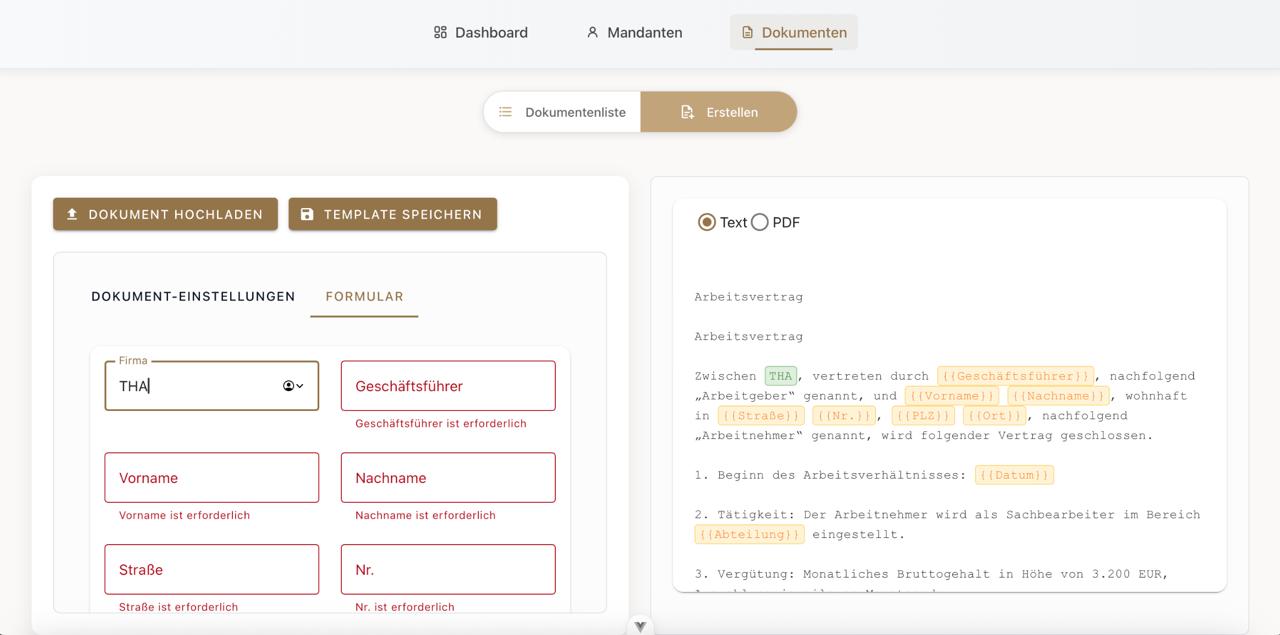 Dashboard
Mandanten
Dokumenten
Dokumentenliste
Erstellen
DOKUMENT HOCHLADEN
TEMPLATE SPEICHERN
DOKUMENT-EINSTELLUNGEN
FORMULAR
Firma
THA
Geschäftsführer
Geschäftsführer ist erforderlich
Vorname
Nachname
Vorname ist erforderlich
Nachname ist erforderlich
Straße
Nr.
Straße ist erforderlich
Nr. ist erforderlich
Text
PDF
Arbeitsvertrag
Arbeitsvertrag
Zwischen THA, vertreten durch {{Geschäftsführer}}, nachfolgend
„Arbeitgeber“ genannt, und {{Vorname}} {{Nachname}}, wohnhaft
in {{Straße}} {{Nr.}}, {{PLZ}} {{Ort}}, nachfolgend
„Arbeitnehmer“ genannt, wird folgender Vertrag geschlossen.
1. Beginn des Arbeitsverhältnisses: {{Datum}}
2. Tätigkeit: Der Arbeitnehmer wird als Sachbearbeiter im Bereich
{{Abteilung}} eingestellt.
3. Vergütung: Monatliches Bruttogehalt in Höhe von 3.200 EUR,